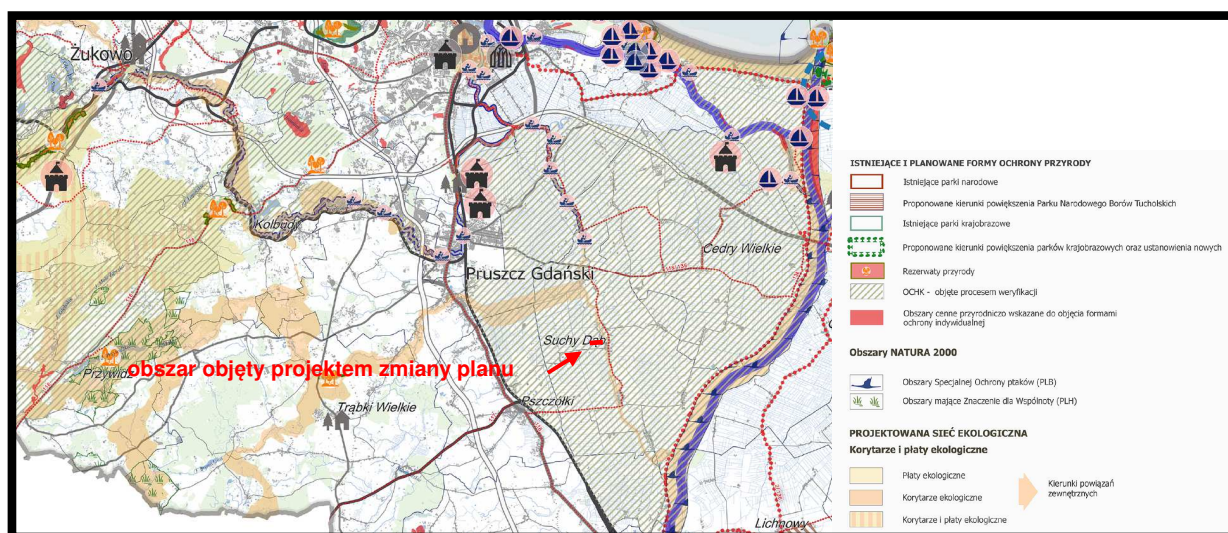 Żukowo
Kolbudy
Pruszcz Gdański
Cedry Wielkie
Suchy Dąb
obszar objęty projektem zmiany planu
Przywidz
Trąbki Wielkie
Pszczółki
Lichnowy
ISTNIEJĄCE I PLANOWANE FORMY OCHRONY PRZYRODY
Istniejące parki narodowe
Proponowane kierunki powiększenia Parku Narodowego Borów Tucholskich
Istniejące parki krajobrazowe
Proponowane kierunki powiększenia parków krajobrazowych oraz ustanowienia nowych
Rezerwaty przyrody
OCHK - objęte procesem weryfikacji
Obszary cenne przyrodniczo wskazane do objęcia formami
ochrony indywidualnej
Obszary NATURA 2000
Obszary Specjalnej Ochrony ptaków (PLB)
Obszary mające Znaczenie dla Wspólnoty (PLH)
PROJEKTOWANA SIEĆ EKOLOGICZNA
Korytarze i płaty ekologiczne
Płaty ekologiczne
Korytarze ekologiczne
Korytarze i płaty ekologiczne
Kierunki powiązań
zewnętrznych